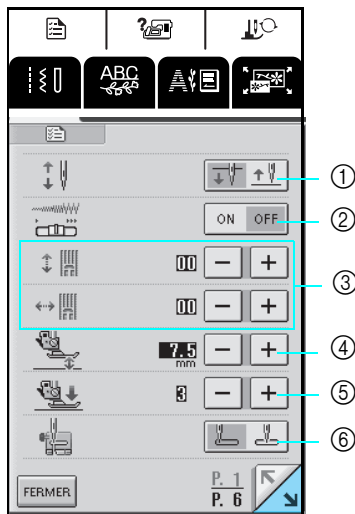 ?
ABC
A
①
ON OFF ②
00 − +
③
00 − +
7.5 mm − + ④
3 − + ⑤
⑥
FERMER P. 1
P. 6